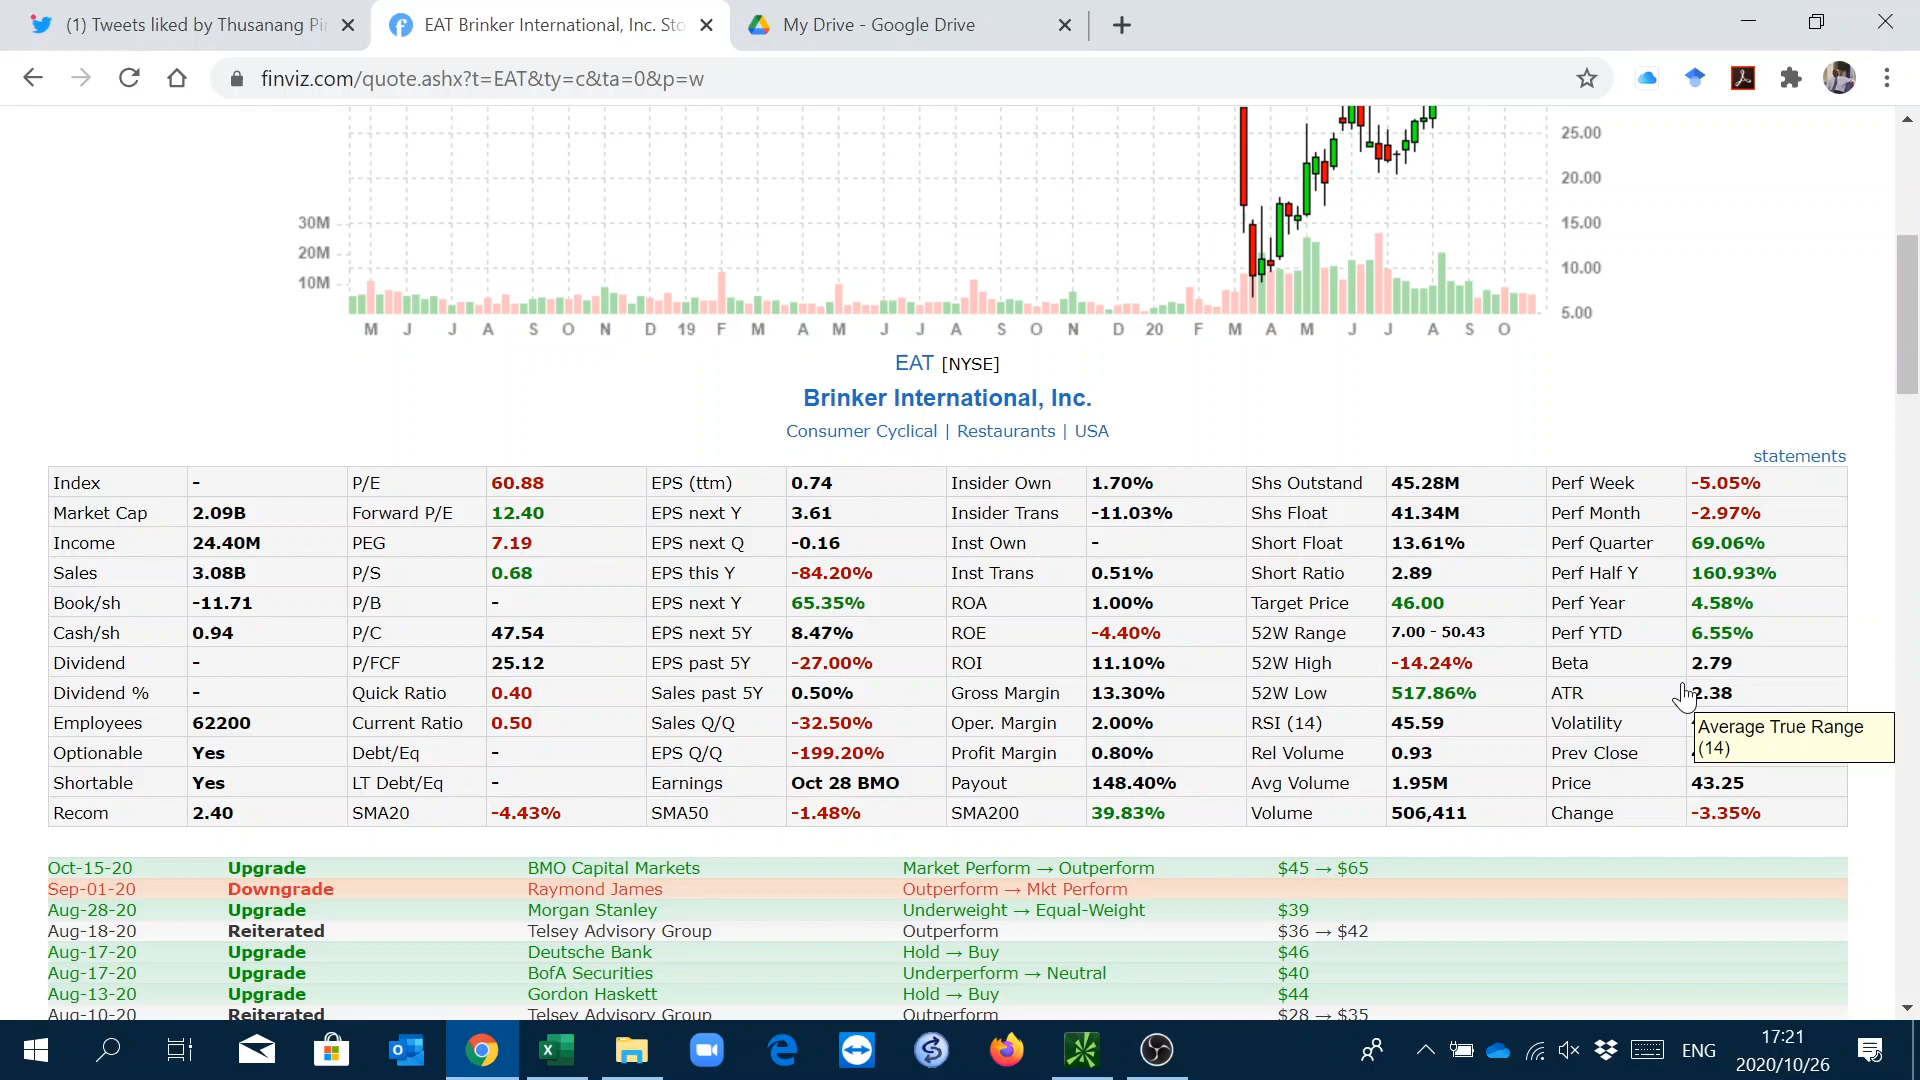 (1) Tweets liked by Thusanang Pi
EAT Brinker International, Inc. Sto
My Drive - Google Drive
finviz.com/quote.ashx?t=EAT&ty=c&ta=0&p=w
25.00
20.00
30M 15.00
20M
10M 10.00
5.00
M J J A S O N D 19 F M A M J J A S O N D 20 F M A M J J A S O
EAT [NYSE]
Brinker International, Inc.
Consumer Cyclical | Restaurants | USA
statements
Index - P/E 60.88 EPS (ttm) 0.74 Insider Own 1.70% Shs Outstand 45.28M Perf Week -5.05%
Market Cap 2.09B Forward P/E 12.40 EPS next Y 3.61 Insider Trans -11.03% Shs Float 41.34M Perf Month -2.97%
Income 24.40M PEG 7.19 EPS next Q -0.16 Inst Own - Short Float 13.61% Perf Quarter 69.06%
Sales 3.08B P/S 0.68 EPS this Y -84.20% Inst Trans 0.51% Short Ratio 2.89 Perf Half Y 160.93%
Book/sh -11.71 P/B - EPS next Y 65.35% ROA 1.00% Target Price 46.00 Perf Year 4.58%
Cash/sh 0.94 P/C 47.54 EPS next 5Y 8.47% ROE -4.40% 52W Range 7.00 - 50.43 Perf YTD 6.55%
Dividend - P/FCF 25.12 EPS past 5Y -27.00% ROI 11.10% 52W High -14.24% Beta 2.79
Dividend % - Quick Ratio 0.40 Sales past 5Y 0.50% Gross Margin 13.30% 52W Low 517.86% ATR 2.38
Employees 62200 Current Ratio 0.50 Sales Q/Q -32.50% Oper. Margin 2.00% RSI (14) 45.59 Volatility
Average True Range
(14)
Optionable Yes Debt/Eq - EPS Q/Q -199.20% Profit Margin 0.80% Rel Volume 0.93 Prev Close
Shortable Yes LT Debt/Eq - Earnings Oct 28 BMO Payout 148.40% Avg Volume 1.95M Price 43.25
Recom 2.40 SMA20 -4.43% SMA50 -1.48% SMA200 39.83% Volume 506,411 Change -3.35%
Oct-15-20 Upgrade BMO Capital Markets Market Perform → Outperform $45 → $65
Sep-01-20 Downgrade Raymond James Outperform → Mkt Perform
Aug-28-20 Upgrade Morgan Stanley Underweight → Equal-Weight $39
Aug-18-20 Reiterated Telsey Advisory Group Outperform $36 → $42
Aug-17-20 Upgrade Deutsche Bank Hold → Buy $46
Aug-17-20 Upgrade BofA Securities Underperform → Neutral $40
Aug-13-20 Upgrade Gordon Haskett Hold → Buy $44
Aug-10-20 Reiterated Telsey Advisory Group Outperform $28 → $35
ENG
17:21
2020/10/26